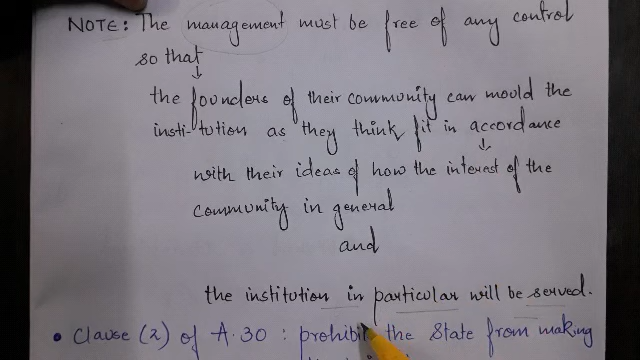 NOTE: The management must be free of any control
so that
↓
the founders of their community can mould the
insti-tution as they think fit in accordance
↓
with their ideas of how the interest of the
community in general
and
the institution in particular will be served.
• Clause (2) of A.30 : prohibit the State from making